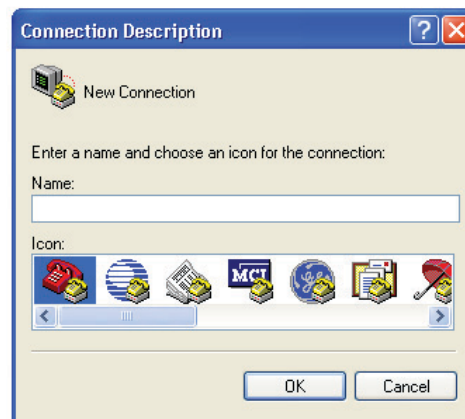 Connection Description
New Connection
Enter a name and choose an icon for the connection:
Name:
Icon:
MCI
OK
Cancel